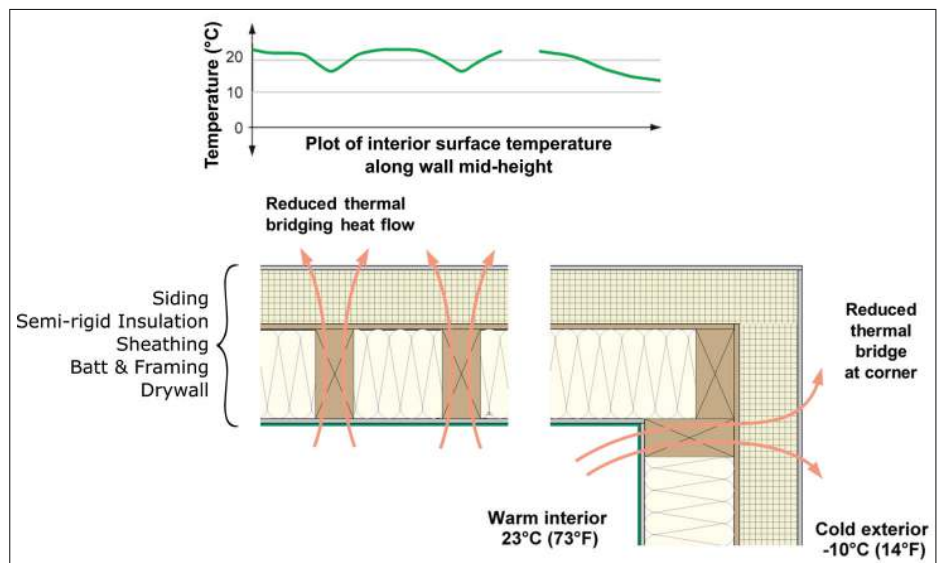 Temperature (°C)
20
10
0
Plot of interior surface temperature
along wall mid-height
Reduced thermal
bridging heat flow
Siding
Semi-rigid Insulation
Sheathing
Batt & Framing
Drywall
Reduced
thermal
bridge
at corner
Warm interior
23°C (73°F)
Cold exterior
-10°C (14°F)